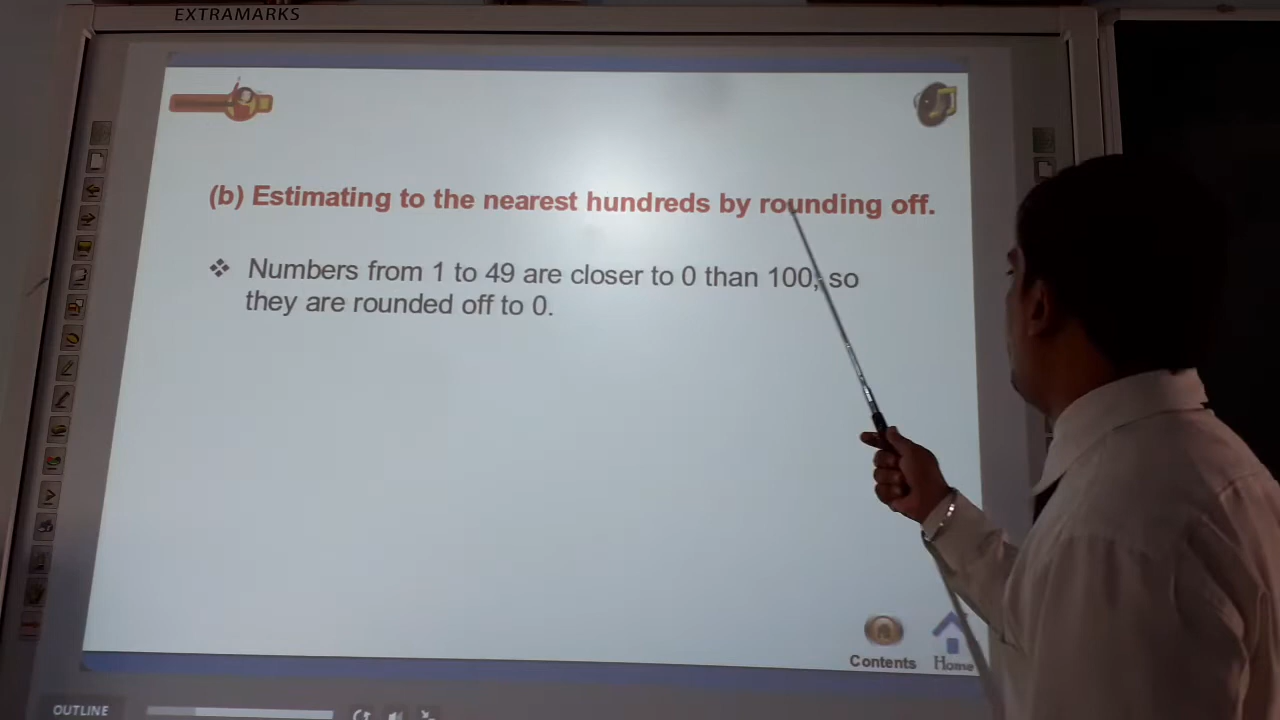 EXTRAMARKS
(b) Estimating to the nearest hundreds by rounding off.
❖ Numbers from 1 to 49 are closer to 0 than 100, so
they are rounded off to 0.
Contents
Home
OUTLINE